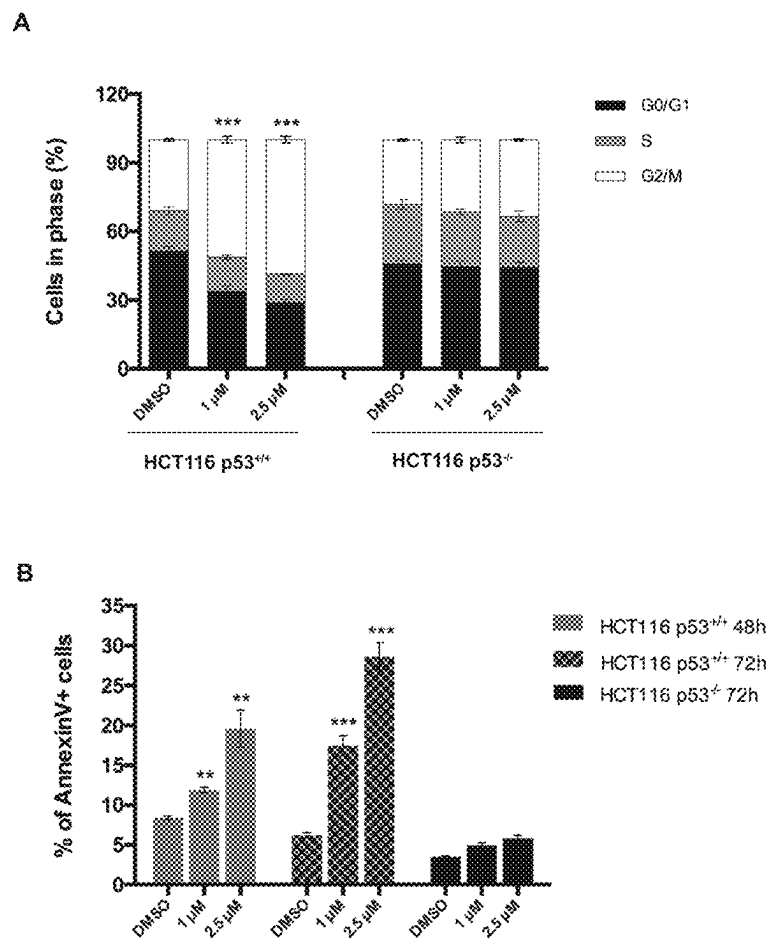 A
Cells in phase (%)
120
90
60
30
0
*** ***
G0/G1
S
G2/M
DMSO
1 µM
2.5 µM
DMSO
1 µM
2.5 µM
HCT116 p53+/+
HCT116 p53-/-
B
% of AnnexinV+ cells
35
30
25
20
15
10
5
0
**
**
***
***
HCT116 p53+/+ 48h
HCT116 p53+/+ 72h
HCT116 p53-/- 72h
DMSO
1 µM
2.5 µM
DMSO
1 µM
2.5 µM
DMSO
1 µM
2.5 µM